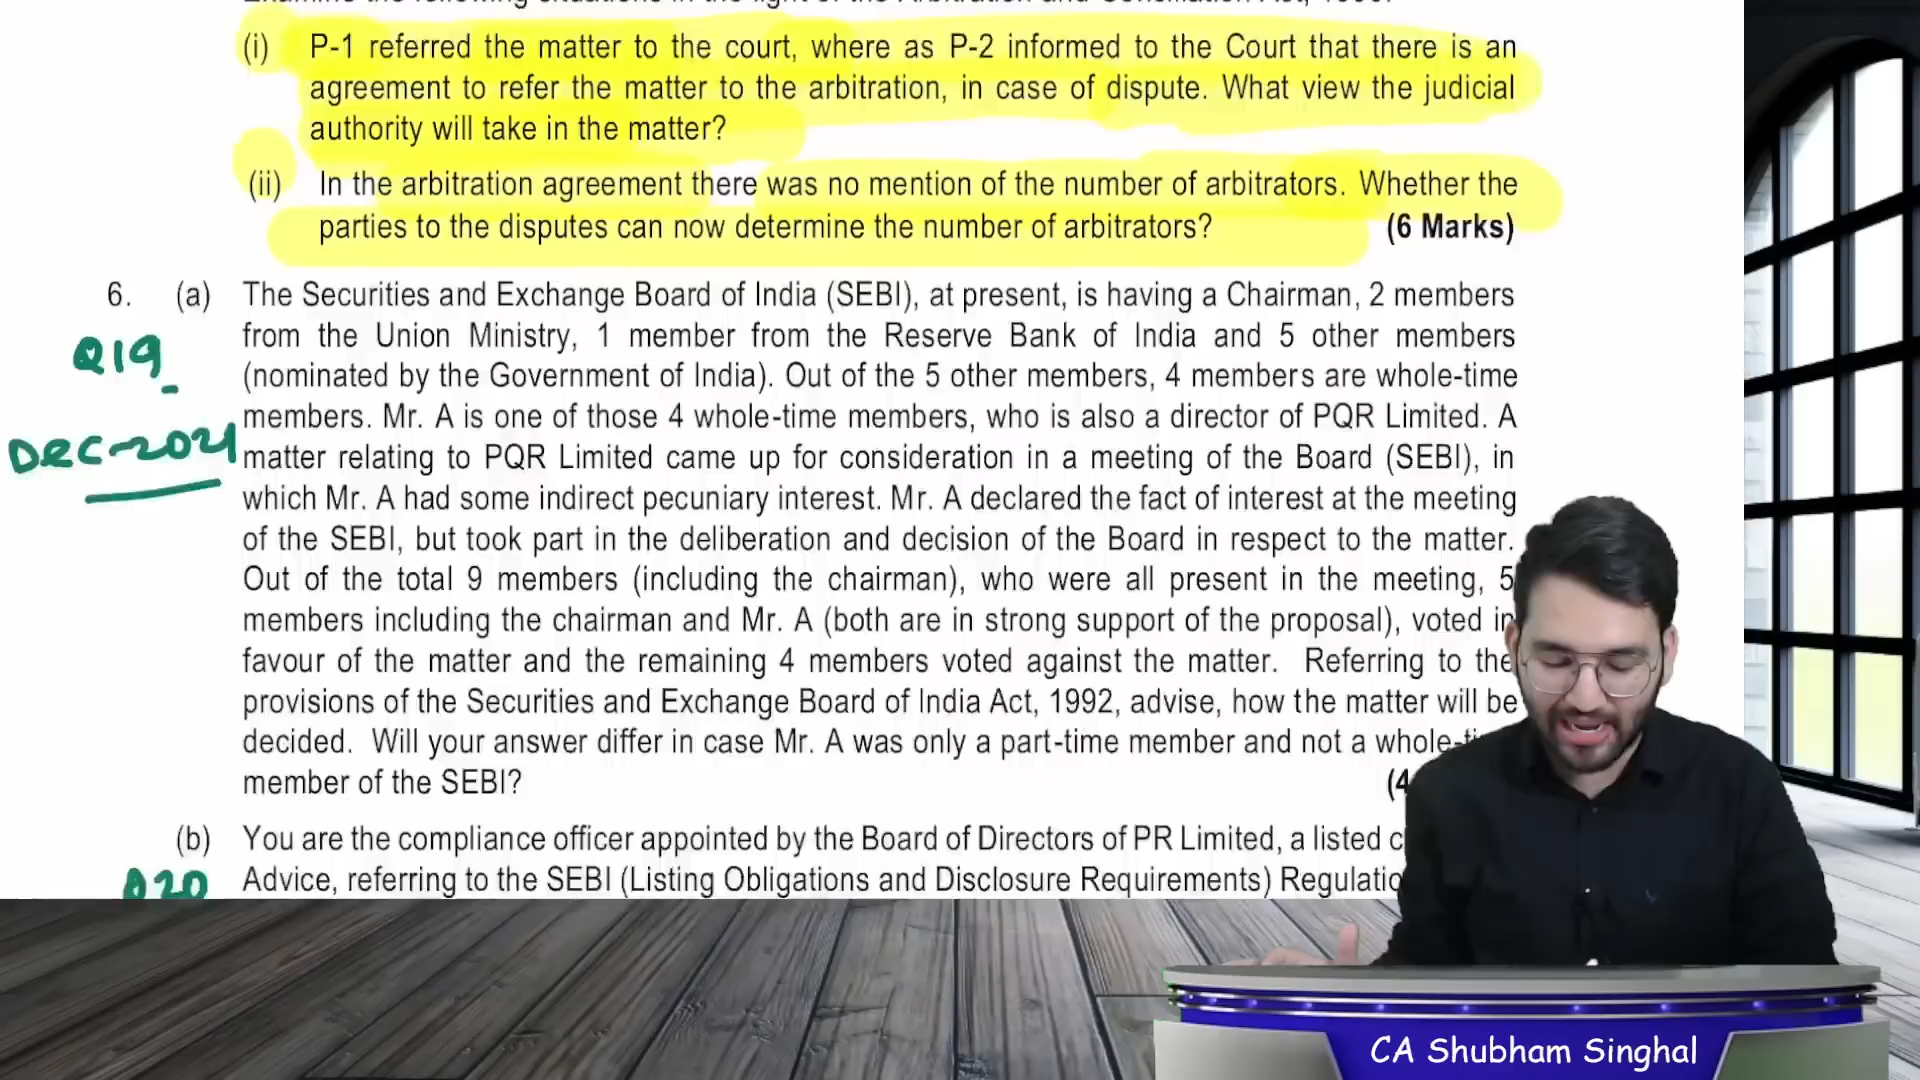 (i) P-1 referred the matter to the court, where as P-2 informed to the Court that there is an
agreement to refer the matter to the arbitration, in case of dispute. What view the judicial
authority will take in the matter?
(ii) In the arbitration agreement there was no mention of the number of arbitrators. Whether the
parties to the disputes can now determine the number of arbitrators? (6 Marks)
6. (a) The Securities and Exchange Board of India (SEBI), at present, is having a Chairman, 2 members
from the Union Ministry, 1 member from the Reserve Bank of India and 5 other members
Q19
(nominated by the Government of India). Out of the 5 other members, 4 members are whole-time
members. Mr. A is one of those 4 whole-time members, who is also a director of PQR Limited. A
Dec-2021
matter relating to PQR Limited came up for consideration in a meeting of the Board (SEBI), in
which Mr. A had some indirect pecuniary interest. Mr. A declared the fact of interest at the meeting
of the SEBI, but took part in the deliberation and decision of the Board in respect to the matter.
Out of the total 9 members (including the chairman), who were all present in the meeting, 5
members including the chairman and Mr. A (both are in strong support of the proposal), voted in
favour of the matter and the remaining 4 members voted against the matter. Referring to the
provisions of the Securities and Exchange Board of India Act, 1992, advise, how the matter will be
decided. Will your answer differ in case Mr. A was only a part-time member and not a
member of the SEBI? (4
(b) You are the compliance officer appointed by the Board of Directors of PR Limited, a listed
Q20
Advice, referring to the SEBI (Listing Obligations and Disclosure Requirements)
CA Shubham Singhal